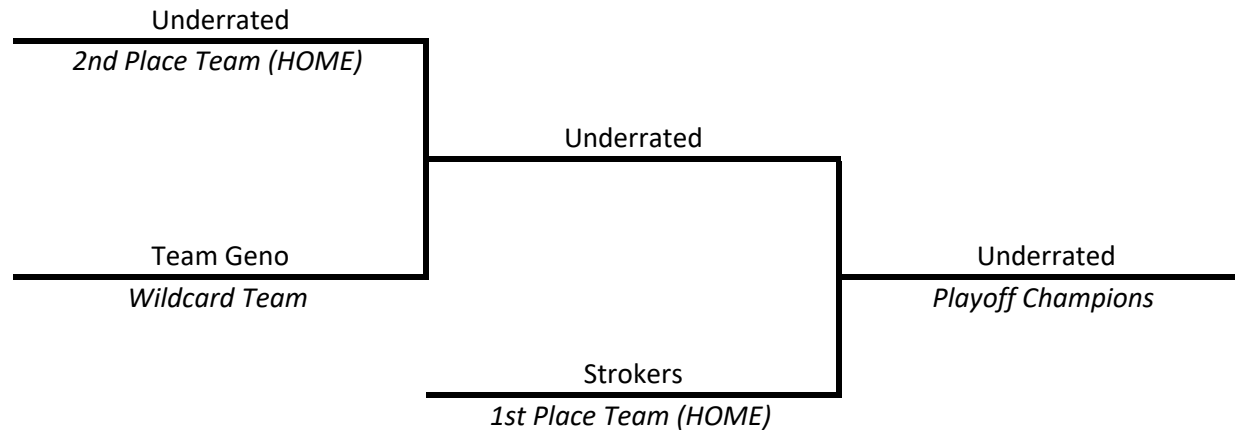 Underrated
2nd Place Team (HOME)
Underrated
Team Geno
Wildcard Team
Underrated
Playoff Champions
Strokers
1st Place Team (HOME)